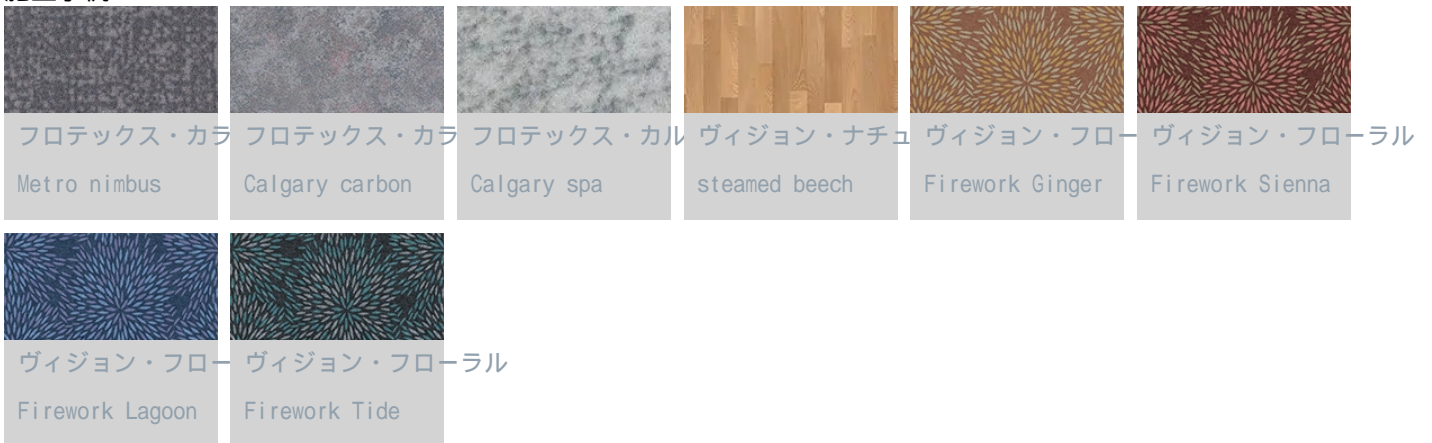 フロテックス・カラ
Metro nimbus
フロテックス・カラ
Calgary carbon
フロテックス・カル
Calgary spa
ヴィジョン・ナチュ
steamed beech
ヴィジョン・フロー
Firework Ginger
ヴィジョン・フローラル
Firework Sienna
ヴィジョン・フロー
Firework Lagoon
ヴィジョン・フローラル
Firework Tide